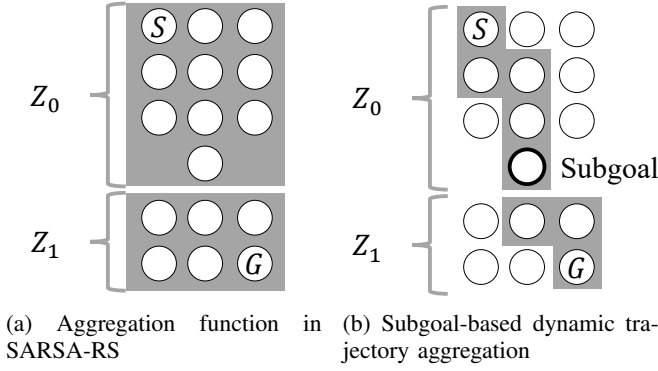 S
Z0
Z1
G
S
Z0
Subgoal
Z1
G
(a) Aggregation function in
SARSA-RS
(b) Subgoal-based dynamic tra-
jectory aggregation